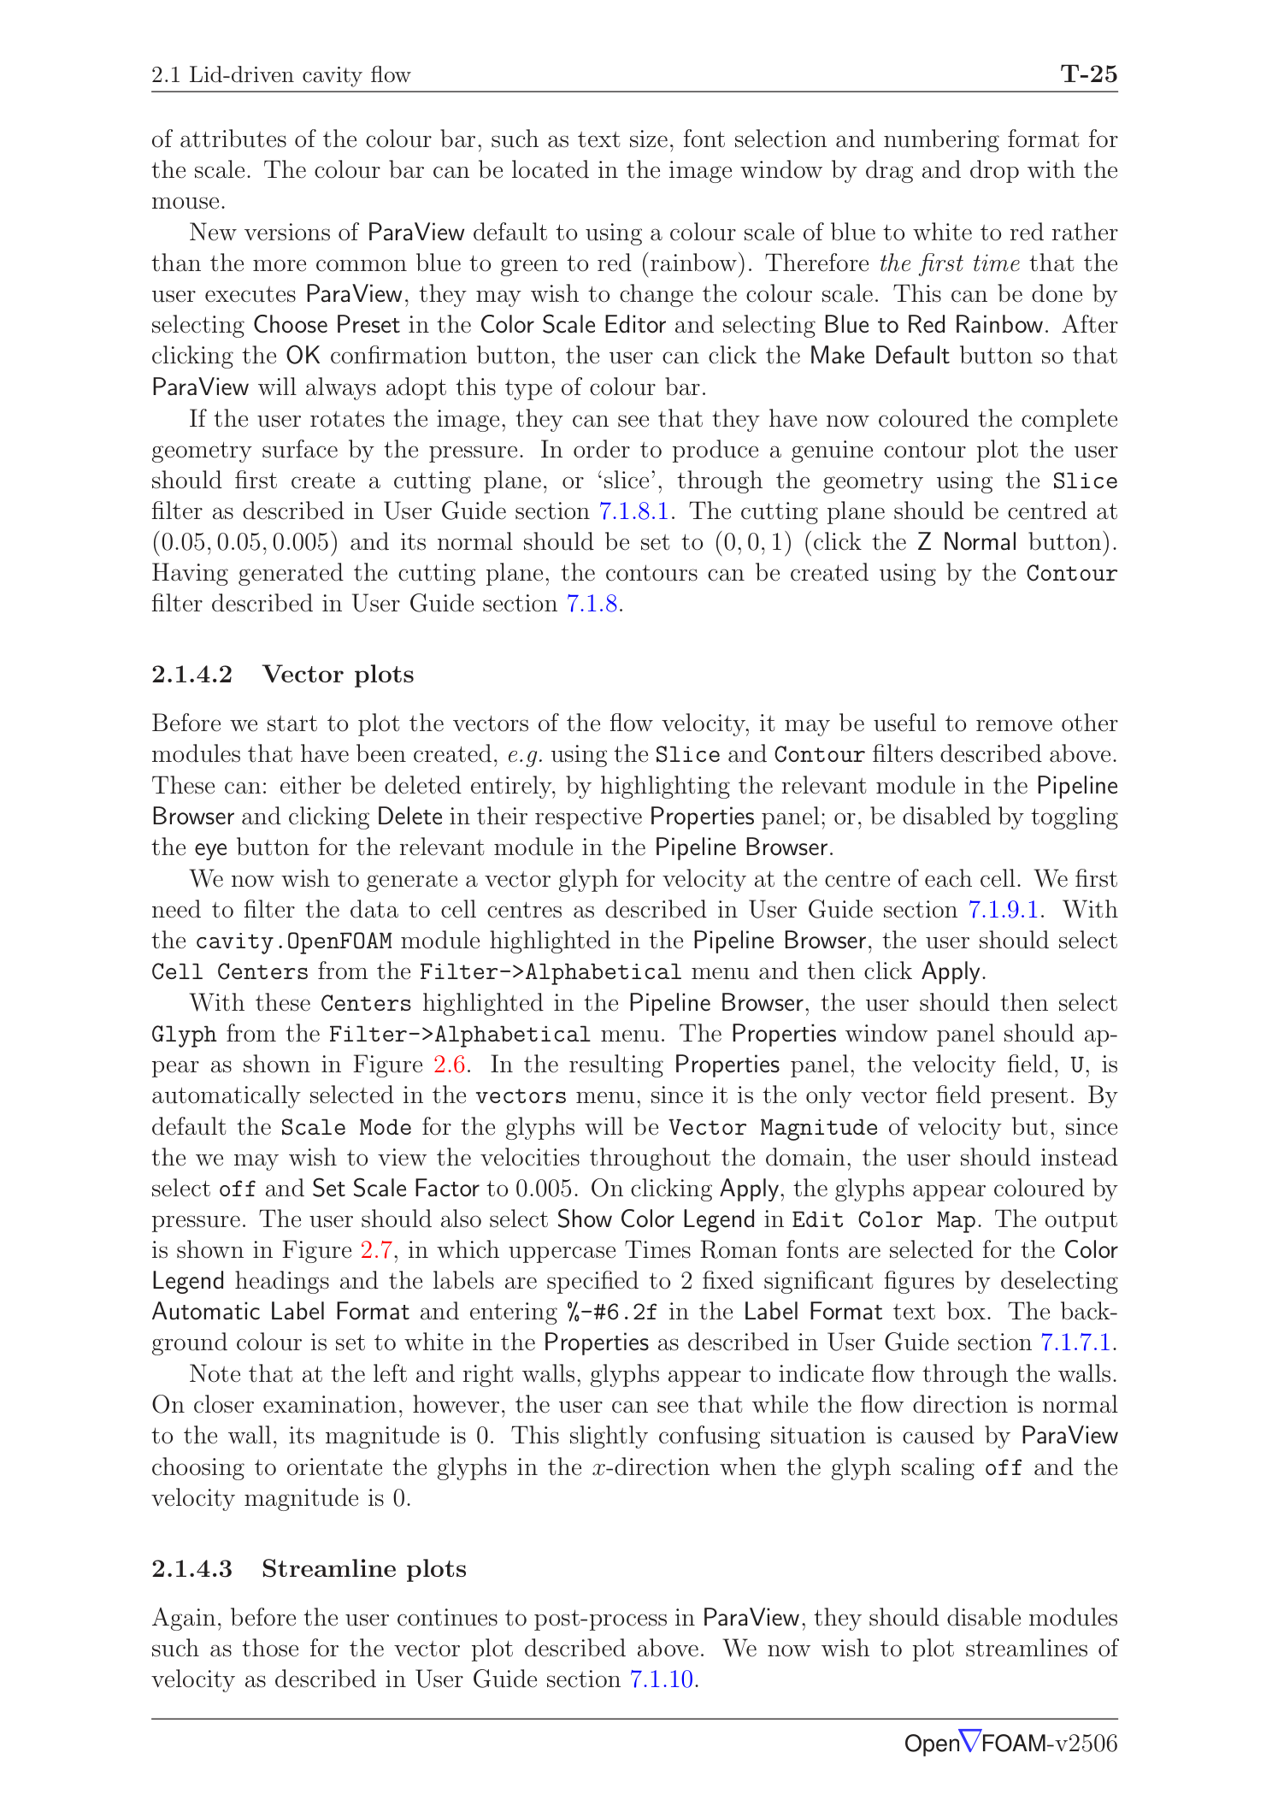 2.1 Lid-driven cavity flow T-25
of attributes of the colour bar, such as text size, font selection and numbering format for
the scale. The colour bar can be located in the image window by drag and drop with the
mouse.
New versions of ParaView default to using a colour scale of blue to white to red rather
than the more common blue to green to red (rainbow). Therefore the first time that the
user executes ParaView, they may wish to change the colour scale. This can be done by
selecting Choose Preset in the Color Scale Editor and selecting Blue to Red Rainbow. After
clicking the OK confirmation button, the user can click the Make Default button so that
ParaView will always adopt this type of colour bar.
If the user rotates the image, they can see that they have now coloured the complete
geometry surface by the pressure. In order to produce a genuine contour plot the user
should first create a cutting plane, or ‘slice’, through the geometry using the Slice
filter as described in User Guide section 7.1.8.1. The cutting plane should be centred at
(0.05, 0.05, 0.005) and its normal should be set to (0, 0, 1) (click the Z Normal button).
Having generated the cutting plane, the contours can be created using by the Contour
filter described in User Guide section 7.1.8.
2.1.4.2 Vector plots
Before we start to plot the vectors of the flow velocity, it may be useful to remove other
modules that have been created, e.g. using the Slice and Contour filters described above.
These can: either be deleted entirely, by highlighting the relevant module in the Pipeline
Browser and clicking Delete in their respective Properties panel; or, be disabled by toggling
the eye button for the relevant module in the Pipeline Browser.
We now wish to generate a vector glyph for velocity at the centre of each cell. We first
need to filter the data to cell centres as described in User Guide section 7.1.9.1. With
the cavity.OpenFOAM module highlighted in the Pipeline Browser, the user should select
Cell Centers from the Filter->Alphabetical menu and then click Apply.
With these Centers highlighted in the Pipeline Browser, the user should then select
Glyph from the Filter->Alphabetical menu. The Properties window panel should ap-
pear as shown in Figure 2.6. In the resulting Properties panel, the velocity field, U, is
automatically selected in the vectors menu, since it is the only vector field present. By
default the Scale Mode for the glyphs will be Vector Magnitude of velocity but, since
the we may wish to view the velocities throughout the domain, the user should instead
select off and Set Scale Factor to 0.005. On clicking Apply, the glyphs appear coloured by
pressure. The user should also select Show Color Legend in Edit Color Map. The output
is shown in Figure 2.7, in which uppercase Times Roman fonts are selected for the Color
Legend headings and the labels are specified to 2 fixed significant figures by deselecting
Automatic Label Format and entering %-#6.2f in the Label Format text box. The back-
ground colour is set to white in the Properties as described in User Guide section 7.1.7.1.
Note that at the left and right walls, glyphs appear to indicate flow through the walls.
On closer examination, however, the user can see that while the flow direction is normal
to the wall, its magnitude is 0. This slightly confusing situation is caused by ParaView
choosing to orientate the glyphs in the x-direction when the glyph scaling off and the
velocity magnitude is 0.
2.1.4.3 Streamline plots
Again, before the user continues to post-process in ParaView, they should disable modules
such as those for the vector plot described above. We now wish to plot streamlines of
velocity as described in User Guide section 7.1.10.
Open∇FOAM-v2506